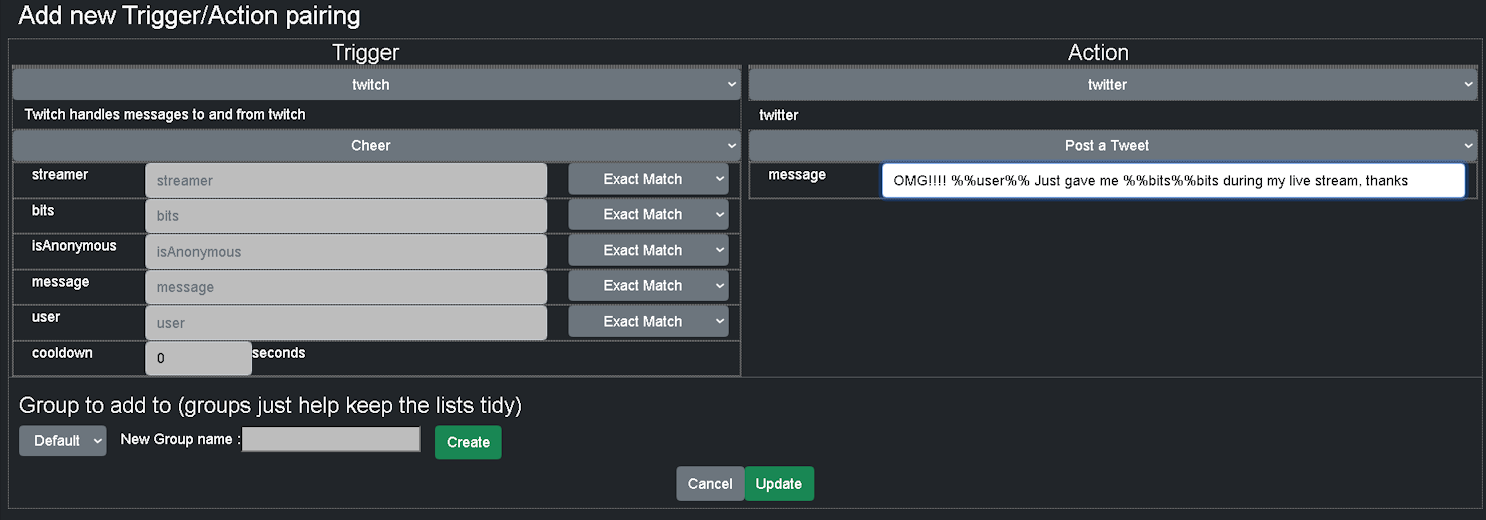 Add new Trigger/Action pairing
Trigger
twitch
Twitch handles messages to and from twitch
Cheer
streamer streamer Exact Match
bits bits Exact Match
isAnonymous isAnonymous Exact Match
message message Exact Match
user user Exact Match
cooldown 0 seconds
Action
twitter
twitter
Post a Tweet
message OMG!!!! %%user%% Just gave me %%bits%%bits during my live stream, thanks
Group to add to (groups just help keep the lists tidy)
Default New Group name : Create
Cancel Update